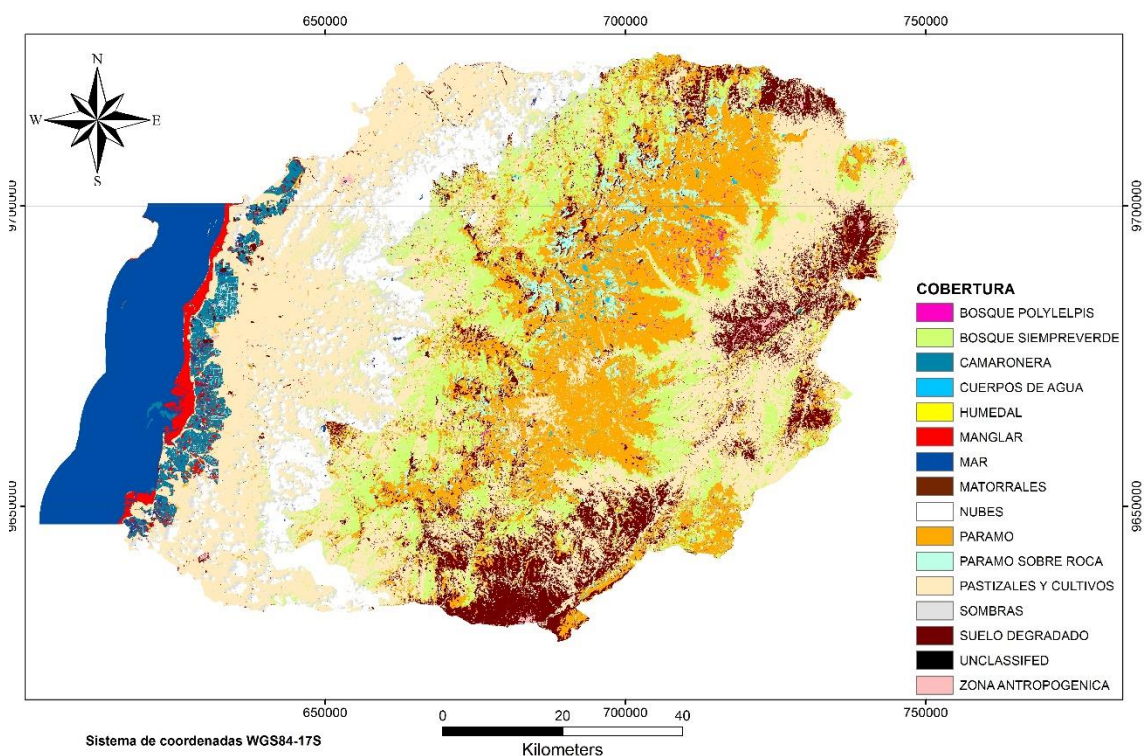 650000 700000 750000
N
W E
S
9700000 9700000
9650000 9650000
COBERTURA
BOSQUE POLYLELPIS
BOSQUE SIEMPREVERDE
CAMARONERA
CUERPOS DE AGUA
HUMEDAL
MANGLAR
MAR
MATORRALES
NUBES
PARAMO
PARAMO SOBRE ROCA
PASTIZALES Y CULTIVOS
SOMBRAS
SUELO DEGRADADO
UNCLASSIFED
ZONA ANTROPOGENICA
650000 700000 750000
0 20 40
Kilometers
Sistema de coordenadas WGS84-17S